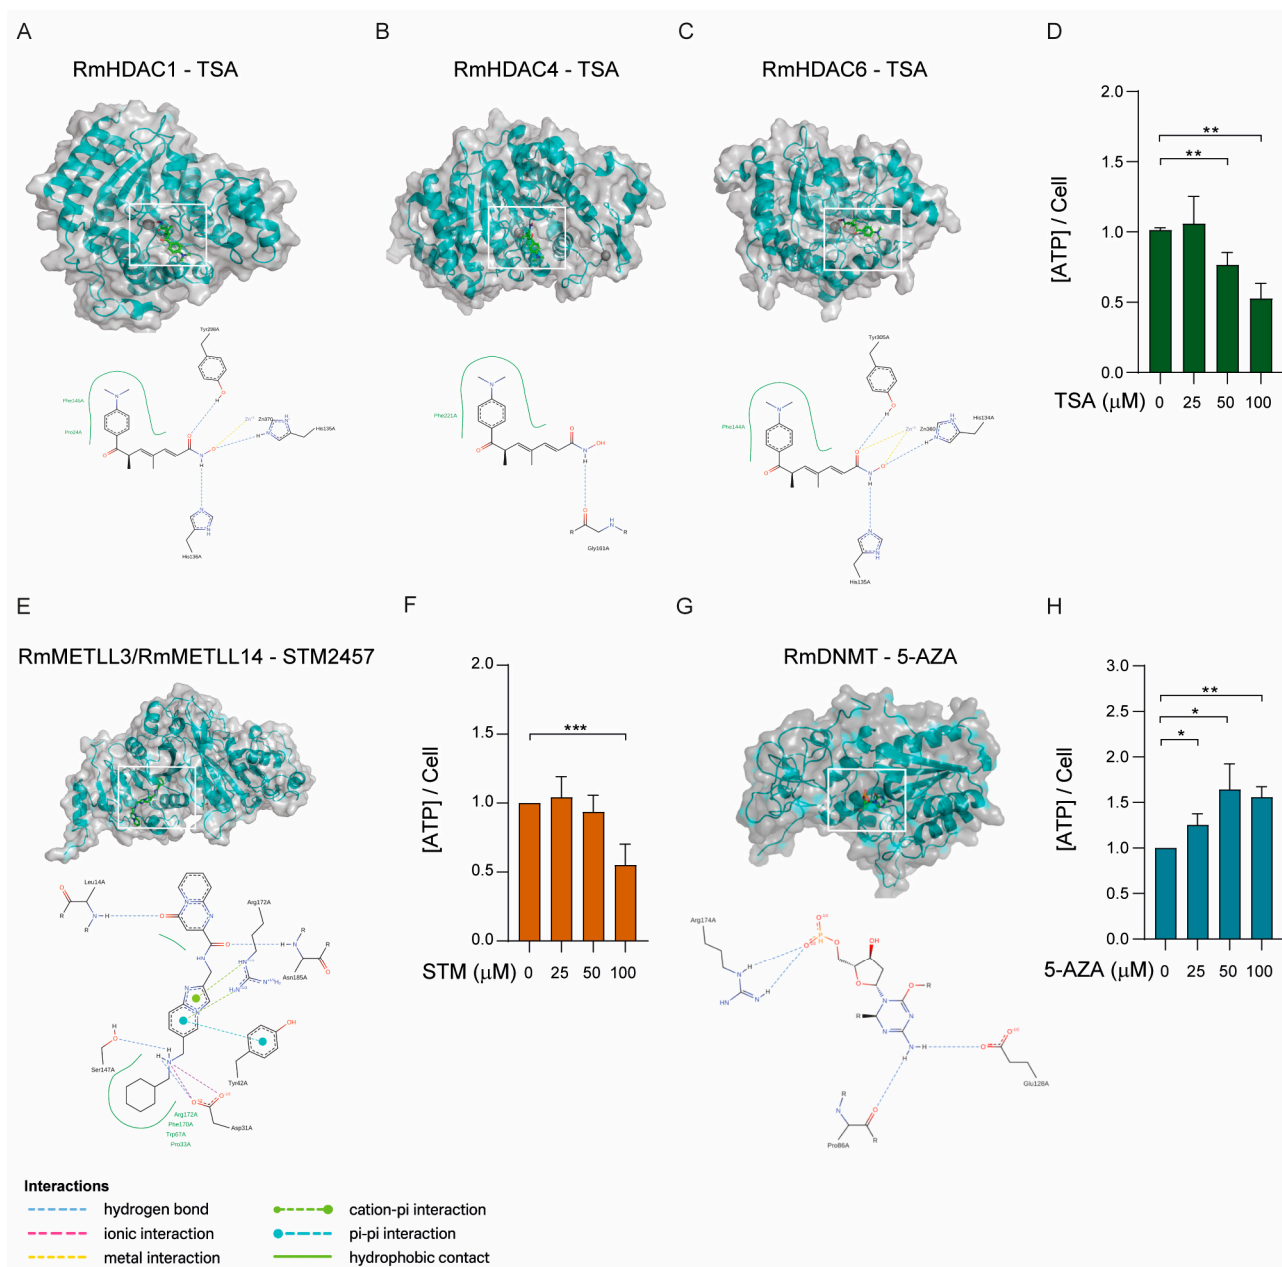 A
B
C
D
RmHDAC1 - TSA
RmHDAC4 - TSA
RmHDAC6 - TSA
2.0
1.5
1.0
0.5
0.0
[ATP] / Cell
**
**
TSA (µM) 0 25 50 100
Tyr298A
Phe145A
Pro24A
Zn370
His135A
His136A
Phe221A
Gly161A
Tyr305A
Phe144A
Zn360
His134A
His135A
E
F
G
H
RmMETLL3/RmMETLL14 - STM2457
RmDNMT - 5-AZA
Leu14A
Arg172A
Asn185A
Ser147A
Tyr42A
Arg172A
Phe170A
Trp67A
Pro33A
Asp31A
2.0
1.5
1.0
0.5
0.0
[ATP] / Cell
***
STM (µM) 0 25 50 100
Arg174A
Glu128A
Pro86A
3.0
2.5
2.0
1.5
1.0
0.5
0.0
[ATP] / Cell
**
*
*
5-AZA (µM) 0 25 50 100
Interactions
hydrogen bond
ionic interaction
metal interaction
cation-pi interaction
pi-pi interaction
hydrophobic contact